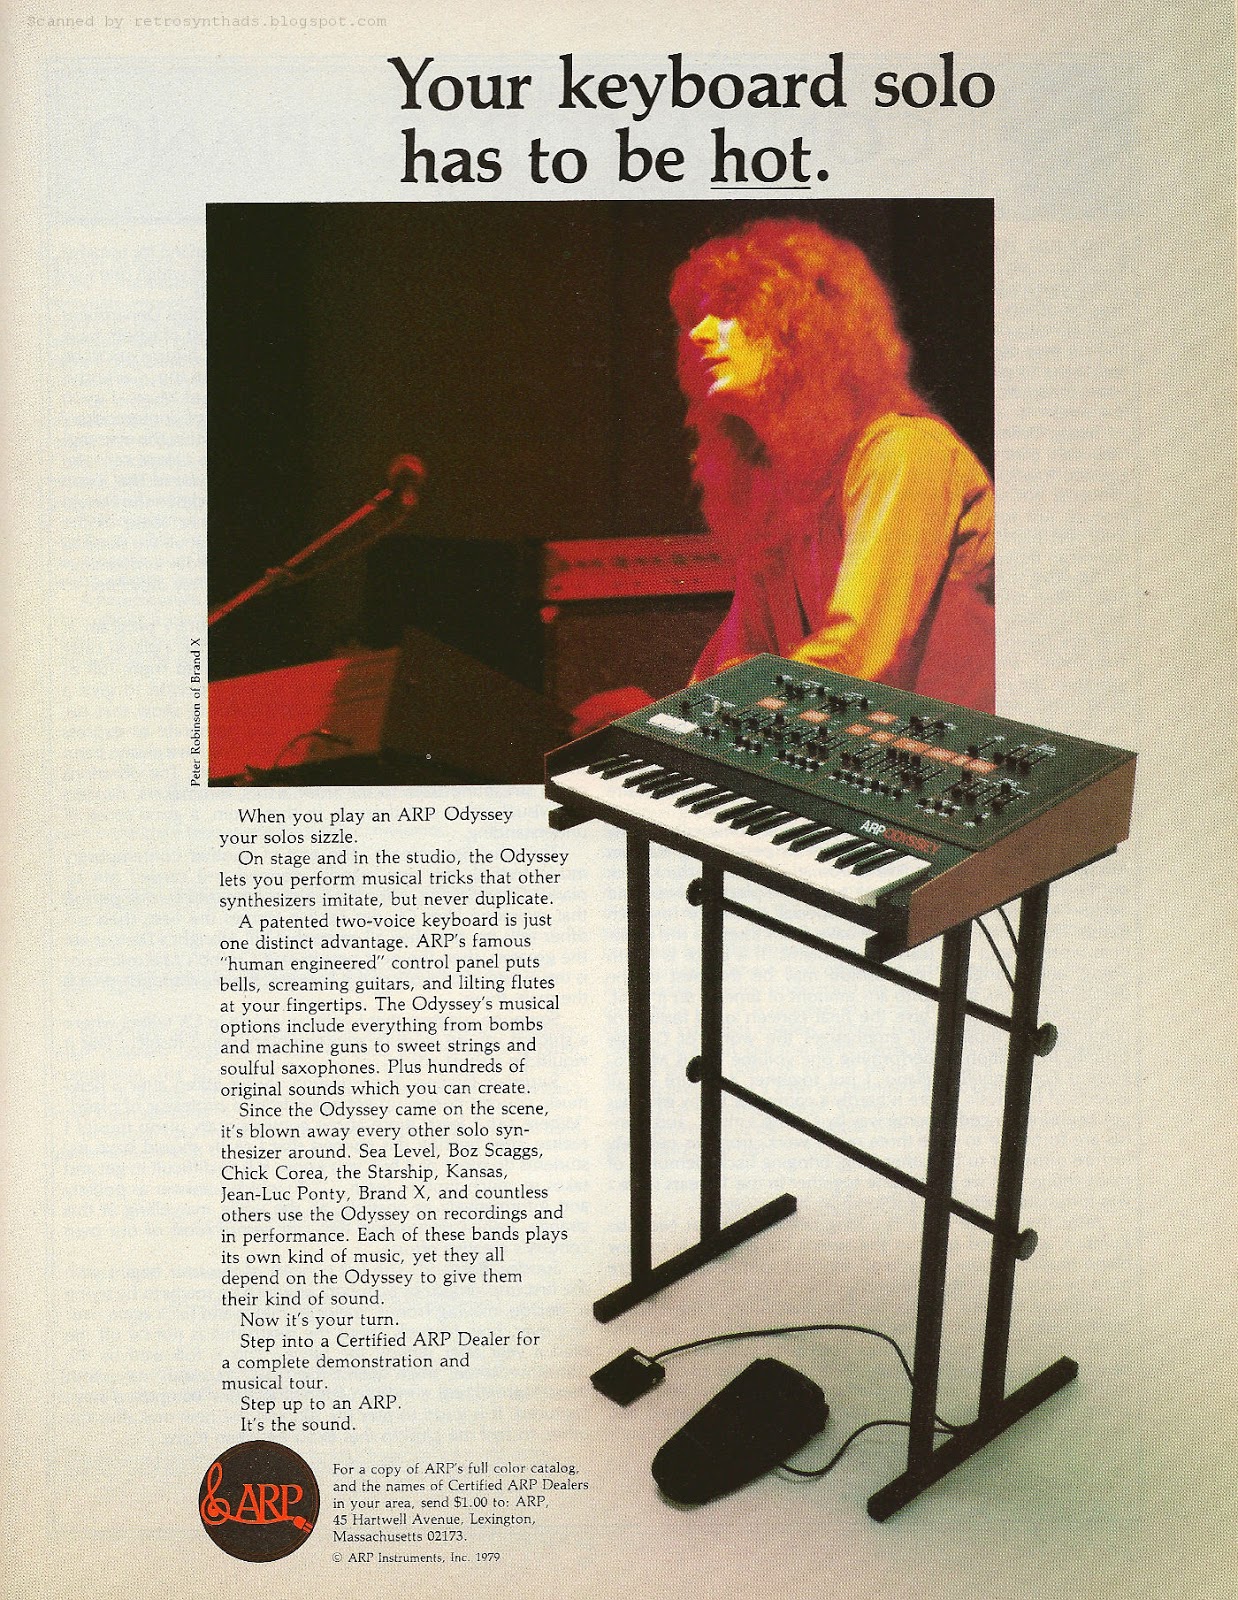 Scanned by retrosynthads.blogspot.com
Your keyboard solo
has to be hot.
Peter Robinson of Brand X
ARP ODYSSEY
When you play an ARP Odyssey
your solos sizzle.
On stage and in the studio, the Odyssey
lets you perform musical tricks that other
synthesizers imitate, but never duplicate.
A patented two-voice keyboard is just
one distinct advantage. ARP's famous
"human engineered" control panel puts
bells, screaming guitars, and lilting flutes
at your fingertips. The Odyssey's musical
options include everything from bombs
and machine guns to sweet strings and
soulful saxophones. Plus hundreds of
original sounds which you can create.
Since the Odyssey came on the scene,
it's blown away every other solo syn-
thesizer around. Sea Level, Boz Scaggs,
Chick Corea, the Starship, Kansas,
Jean-Luc Ponty, Brand X, and countless
others use the Odyssey on recordings and
in performance. Each of these bands plays
its own kind of music, yet they all
depend on the Odyssey to give them
their kind of sound.
Now it's your turn.
Step into a Certified ARP Dealer for
a complete demonstration and
musical tour.
Step up to an ARP.
It's the sound.
ARP
For a copy of ARP's full color catalog,
and the names of Certified ARP Dealers
in your area, send $1.00 to: ARP,
45 Hartwell Avenue, Lexington,
Massachusetts 02173.
© ARP Instruments, Inc. 1979